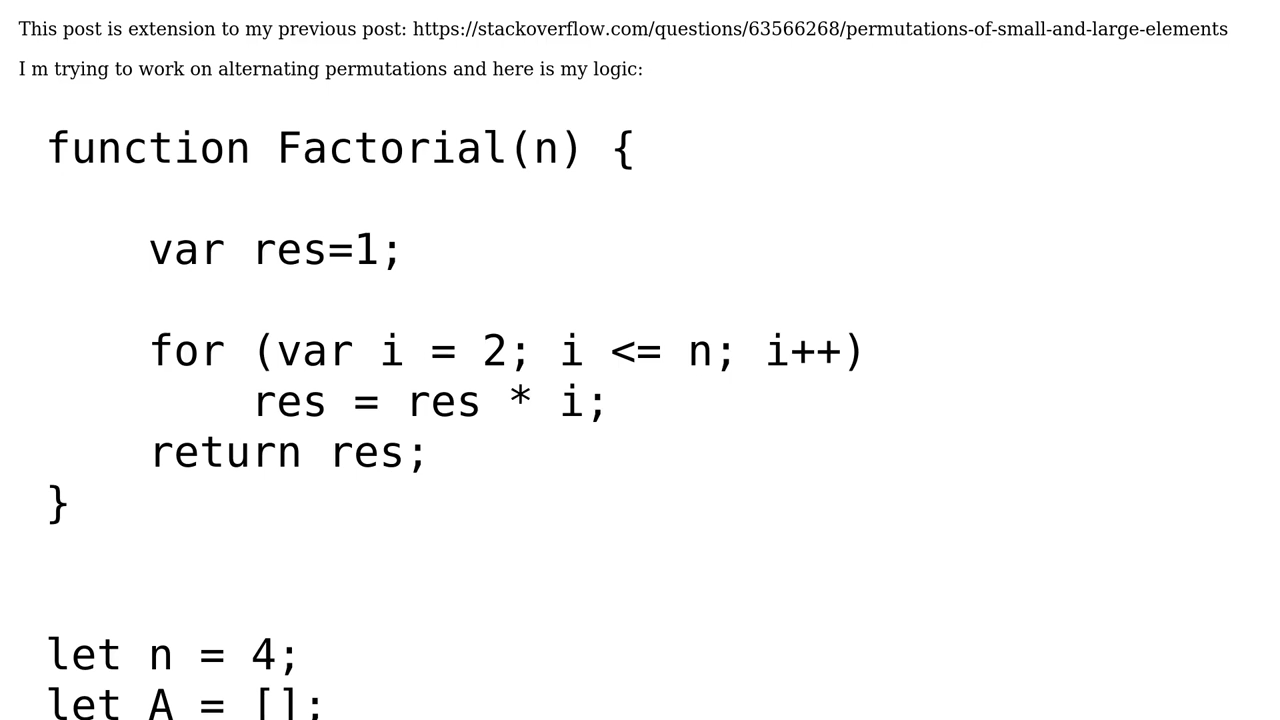 This post is extension to my previous post: https://stackoverflow.com/questions/63566268/permutations-of-small-and-large-elements
I m trying to work on alternating permutations and here is my logic:
function Factorial(n) {
    var res=1;
    for (var i = 2; i <= n; i++)
        res = res * i;
    return res;
}
let n = 4;
let A = [];